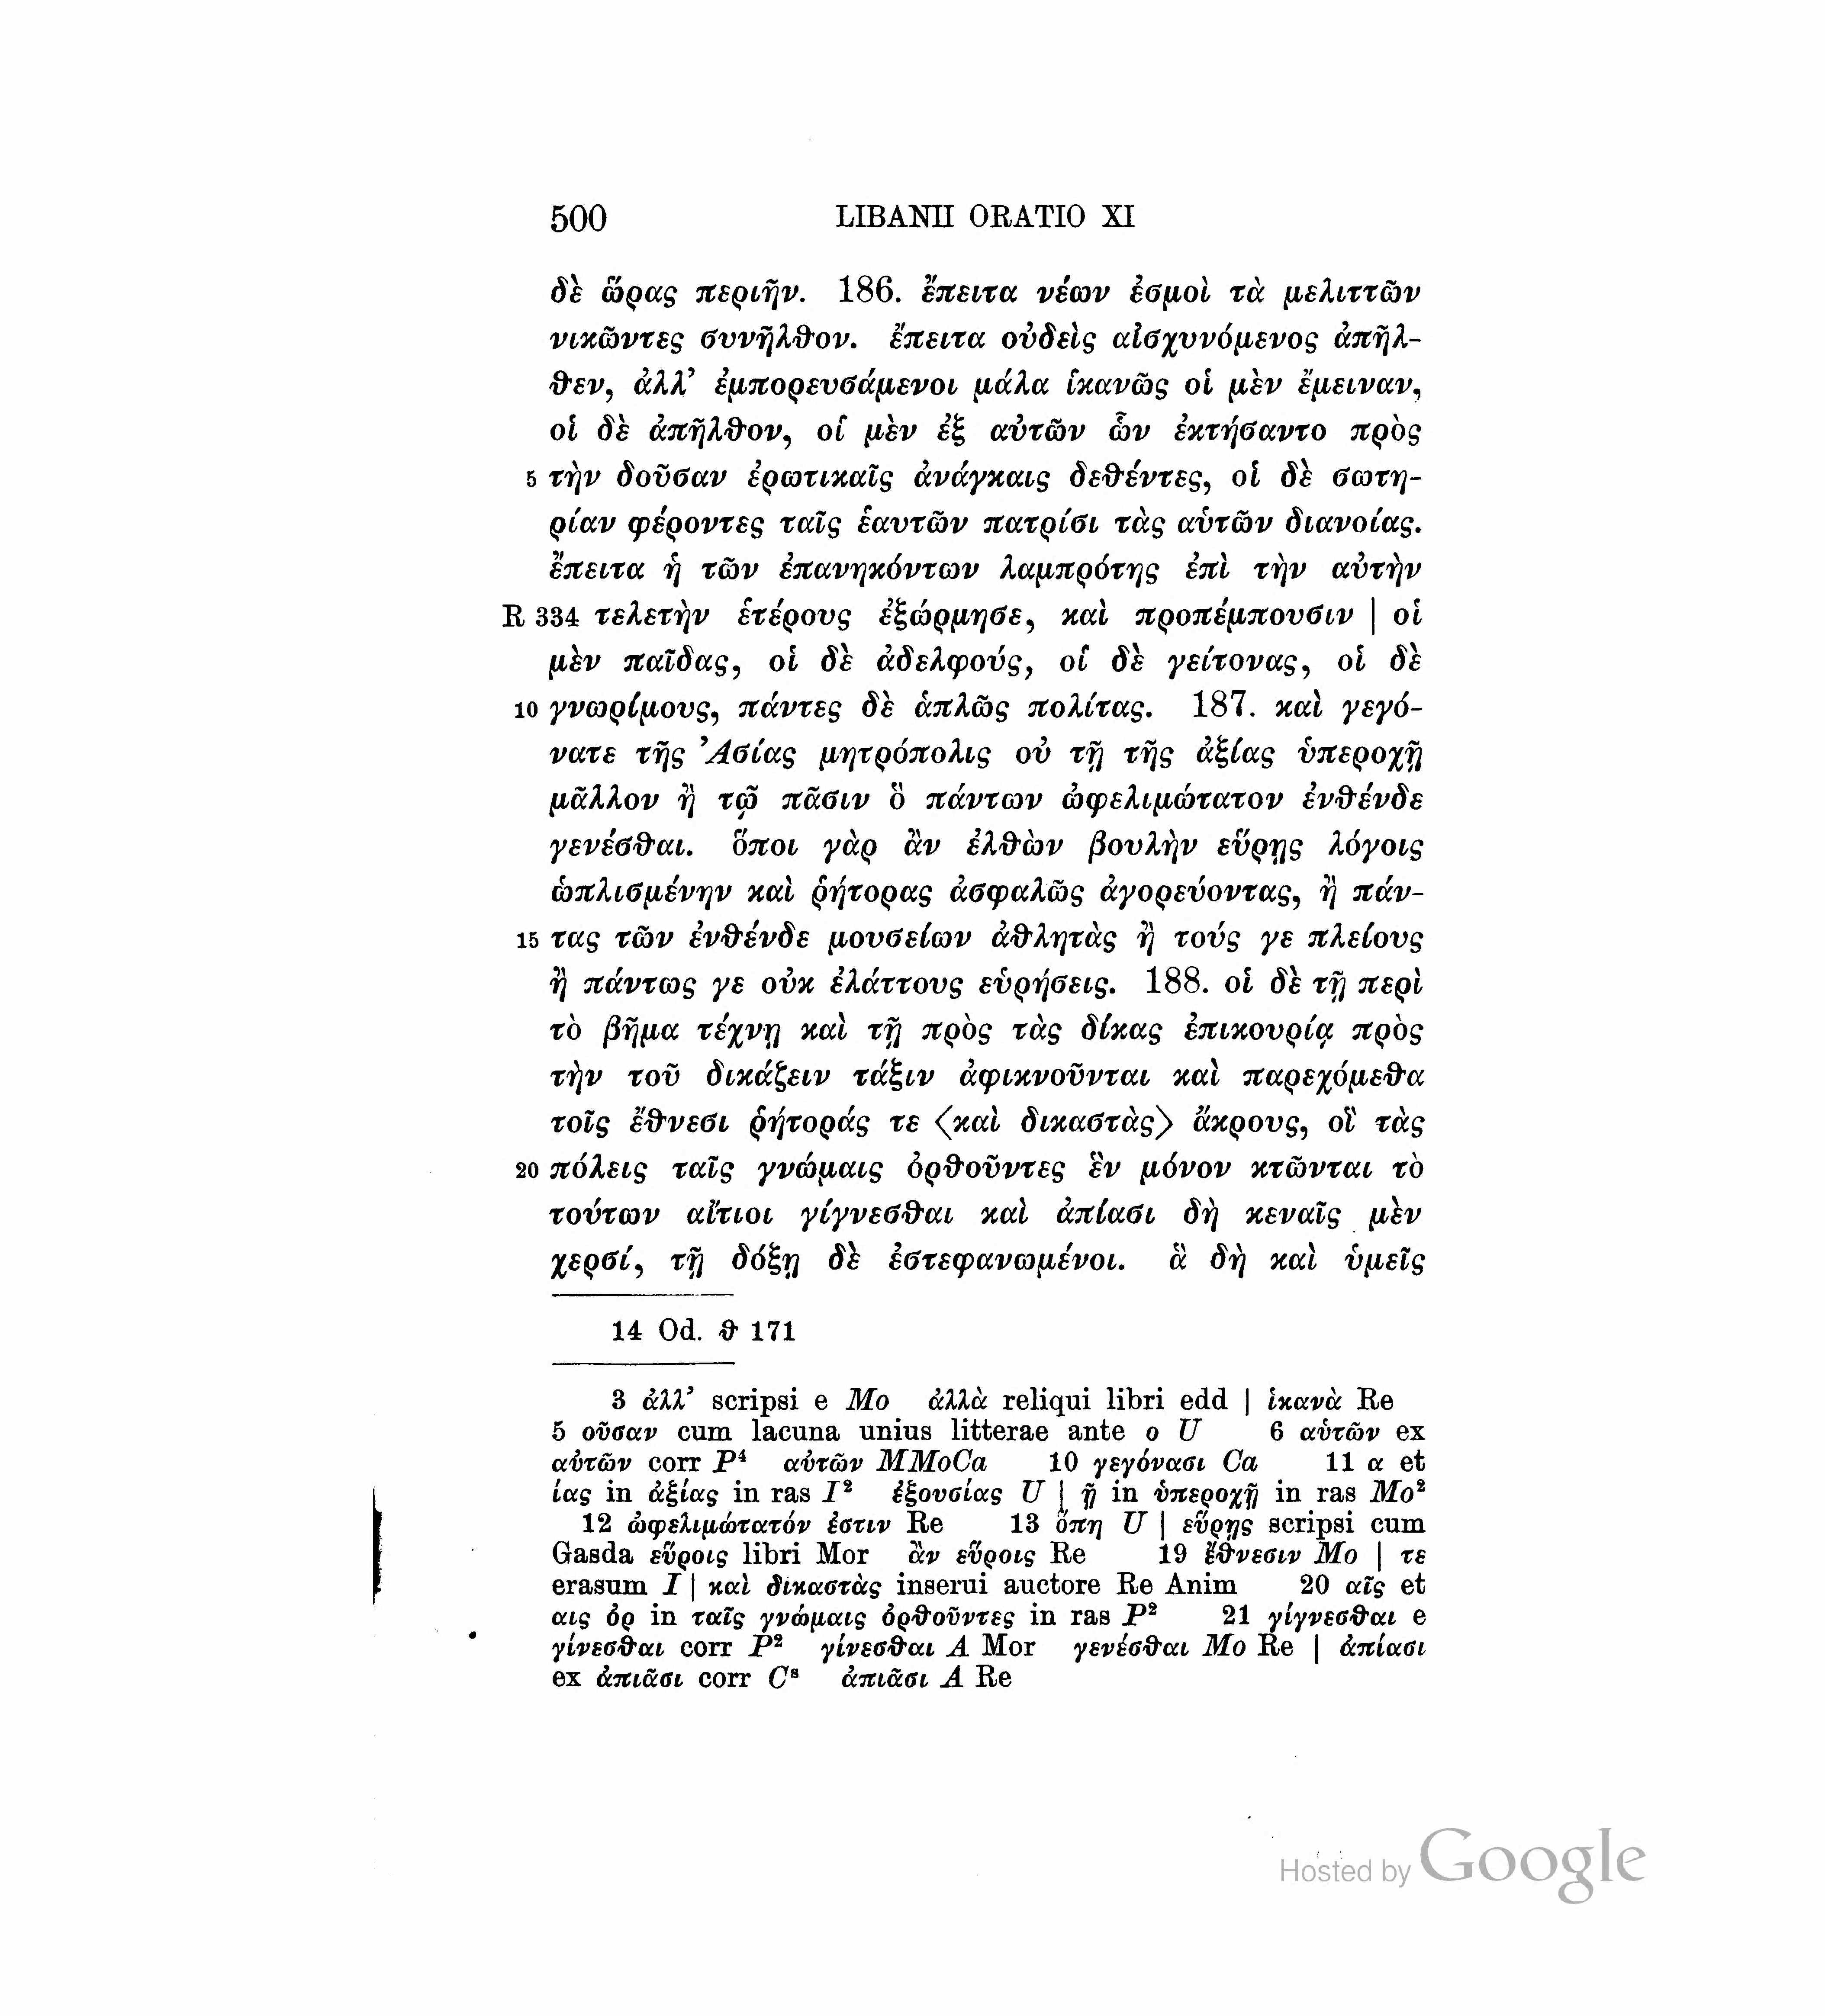 500 LIBANII ORATIO XI
δὲ ὥρας περιῆν. 186. ἔπειτα νέων ἑσμοὶ τὰ μελιττῶν
νικῶντες συνῆλθον. ἔπειτα οὐδεὶς αἰσχυνόμενος ἀπῆλ-
θεν, ἀλλ’ ἐμπορευσάμενοι μάλα ἱκανῶς οἱ μὲν ἔμειναν,
οἱ δὲ ἀπῆλθον, οἱ μὲν ἐξ αὐτῶν ὧν ἐκτήσαντο πρὸς
5 τὴν δοῦσαν ἐρωτικαῖς ἀνάγκαις δεθέντες, οἱ δὲ σωτη-
ρίαν φέροντες ταῖς ἑαυτῶν πατρίσι τὰς αὑτῶν διανοίας.
ἔπειτα ἡ τῶν ἐπανηκόντων λαμπρότης ἐπὶ τὴν αὐτὴν
R 334 τελετὴν ἑτέρους ἐξώρμησε, καὶ προπέμπουσιν | οἱ
μὲν παῖδας, οἱ δὲ ἀδελφούς, οἱ δὲ γείτονας, οἱ δὲ
10 γνωρίμους, πάντες δὲ ἁπλῶς πολίτας. 187. καὶ γεγό-
νατε τῆς Ἀσίας μητρόπολις οὐ τῇ τῆς ἀξίας ὑπεροχῇ
μᾶλλον ἢ τῷ πᾶσιν ὃ πάντων ὠφελιμώτατον ἐνθένδε
γενέσθαι. ὅποι γὰρ ἂν ἐλθὼν βουλὴν εὕρῃς λόγοις
ὡπλισμένην καὶ ῥήτορας ἀσφαλῶς ἀγορεύοντας, ἢ πάν-
15 τας τῶν ἐνθένδε μουσείων ἀθλητὰς ἢ τούς γε πλείους
ἢ πάντως γε οὐκ ἐλάττους εὑρήσεις. 188. οἱ δὲ τῇ περὶ
τὸ βῆμα τέχνῃ καὶ τῇ πρὸς τὰς δίκας ἐπικουρίᾳ πρὸς
τὴν τοῦ δικάζειν τάξιν ἀφικνοῦνται καὶ παρεχόμεθα
τοῖς ἔθνεσι ῥήτοράς τε ⟨καὶ δικαστὰς⟩ ἄκρους, οἳ τὰς
20 πόλεις ταῖς γνώμαις ὀρθοῦντες ἓν μόνον κτῶνται τὸ
τούτων αἴτιοι γίγνεσθαι καὶ ἀπίασι δὴ κεναῖς μὲν
χερσί, τῇ δόξῃ δὲ ἐστεφανωμένοι. ἃ δὴ καὶ ὑμεῖς
14 Od. θ 171
3 ἀλλ’ scripsi e Mo ἀλλὰ reliqui libri edd | ἱκανὰ Re
5 οὖσαν cum lacuna unius litterae ante ο U 6 αὑτῶν ex
αὐτῶν corr P⁴ αὐτῶν MMoCa 10 γεγόνασι Ca 11 α et
ίας in ἀξίας in ras I² ἐξουσίας U | ῇ in ὑπεροχῇ in ras Mo²
12 ὠφελιμώτατόν ἐστιν Re 13 ὅπη U | εὕρῃς scripsi cum
Gasda εὕροις libri Mor ἂν εὕροις Re 19 ἔθνεσιν Mo | τε
erasum I | καὶ δικαστὰς inserui auctore Re Anim 20 αῖς et
αις ὀρ in ταῖς γνώμαις ὀρθοῦντες in ras P² 21 γίγνεσθαι e
γίνεσθαι corr P² γίνεσθαι A Mor γενέσθαι Mo Re | ἀπίασι
ex ἀπιᾶσι corr C⁸ ἀπιᾶσι A Re
Hosted by Google